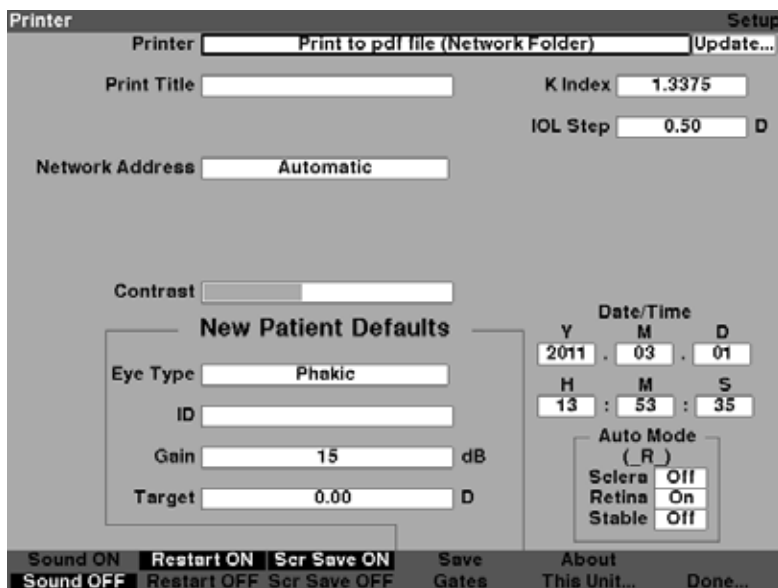 Printer Setup
Printer Print to pdf file (Network Folder) Update...
Print Title K Index 1.3375
IOL Step 0.50 D
Network Address Automatic
Contrast
Date/Time
New Patient Defaults
Y M D
2011 . 03 . 01
Eye Type Phakic
H M S
13 : 53 : 35
ID
Auto Mode
(_R_)
Gain 15 dB
Sclera Off
Retina On
Target 0.00 D
Stable Off
Sound ON Restart ON Scr Save ON Save About
Sound OFF Restart OFF Scr Save OFF Gates This Unit... Done...